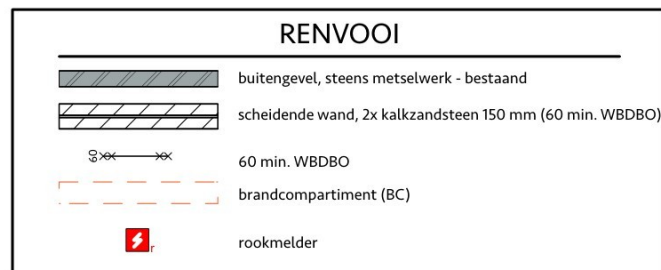 RENVOOI
buitengevel, steens metselwerk - bestaand
scheidende wand, 2x kalkzandsteen 150 mm (60 min. WBDBO)
60
60 min. WBDBO
brandcompartiment (BC)
r
rookmelder